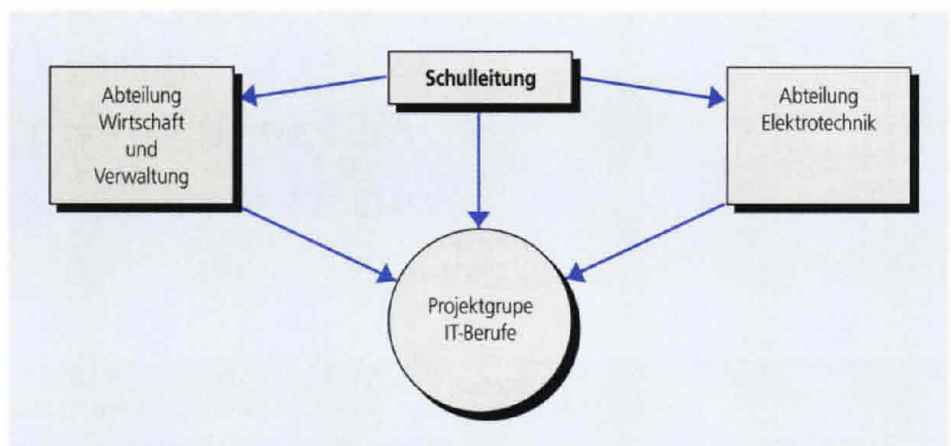 Schulleitung
Abteilung
Wirtschaft
und
Verwaltung
Abteilung
Elektrotechnik
Projektgrupe
IT-Berufe